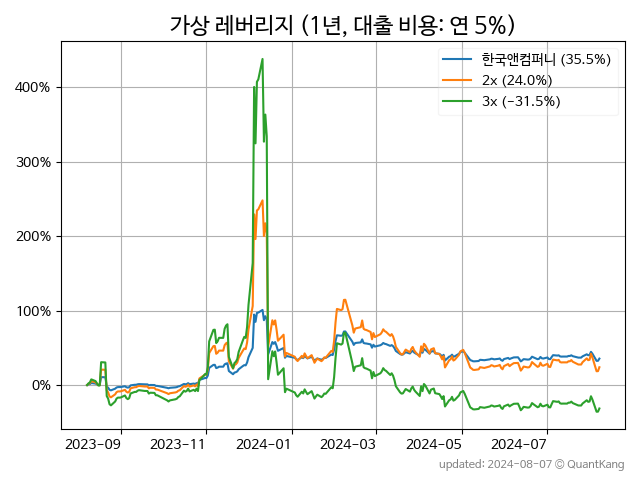 가상 레버리지 (1년, 대출 비용: 연 5%)
한국앤컴퍼니 (35.5%)
2x (24.0%)
3x (−31.5%)
400%
300%
200%
100%
0%
2023-09 2023-11 2024-01 2024-03 2024-05 2024-07
updated: 2024-08-07 © QuantKang